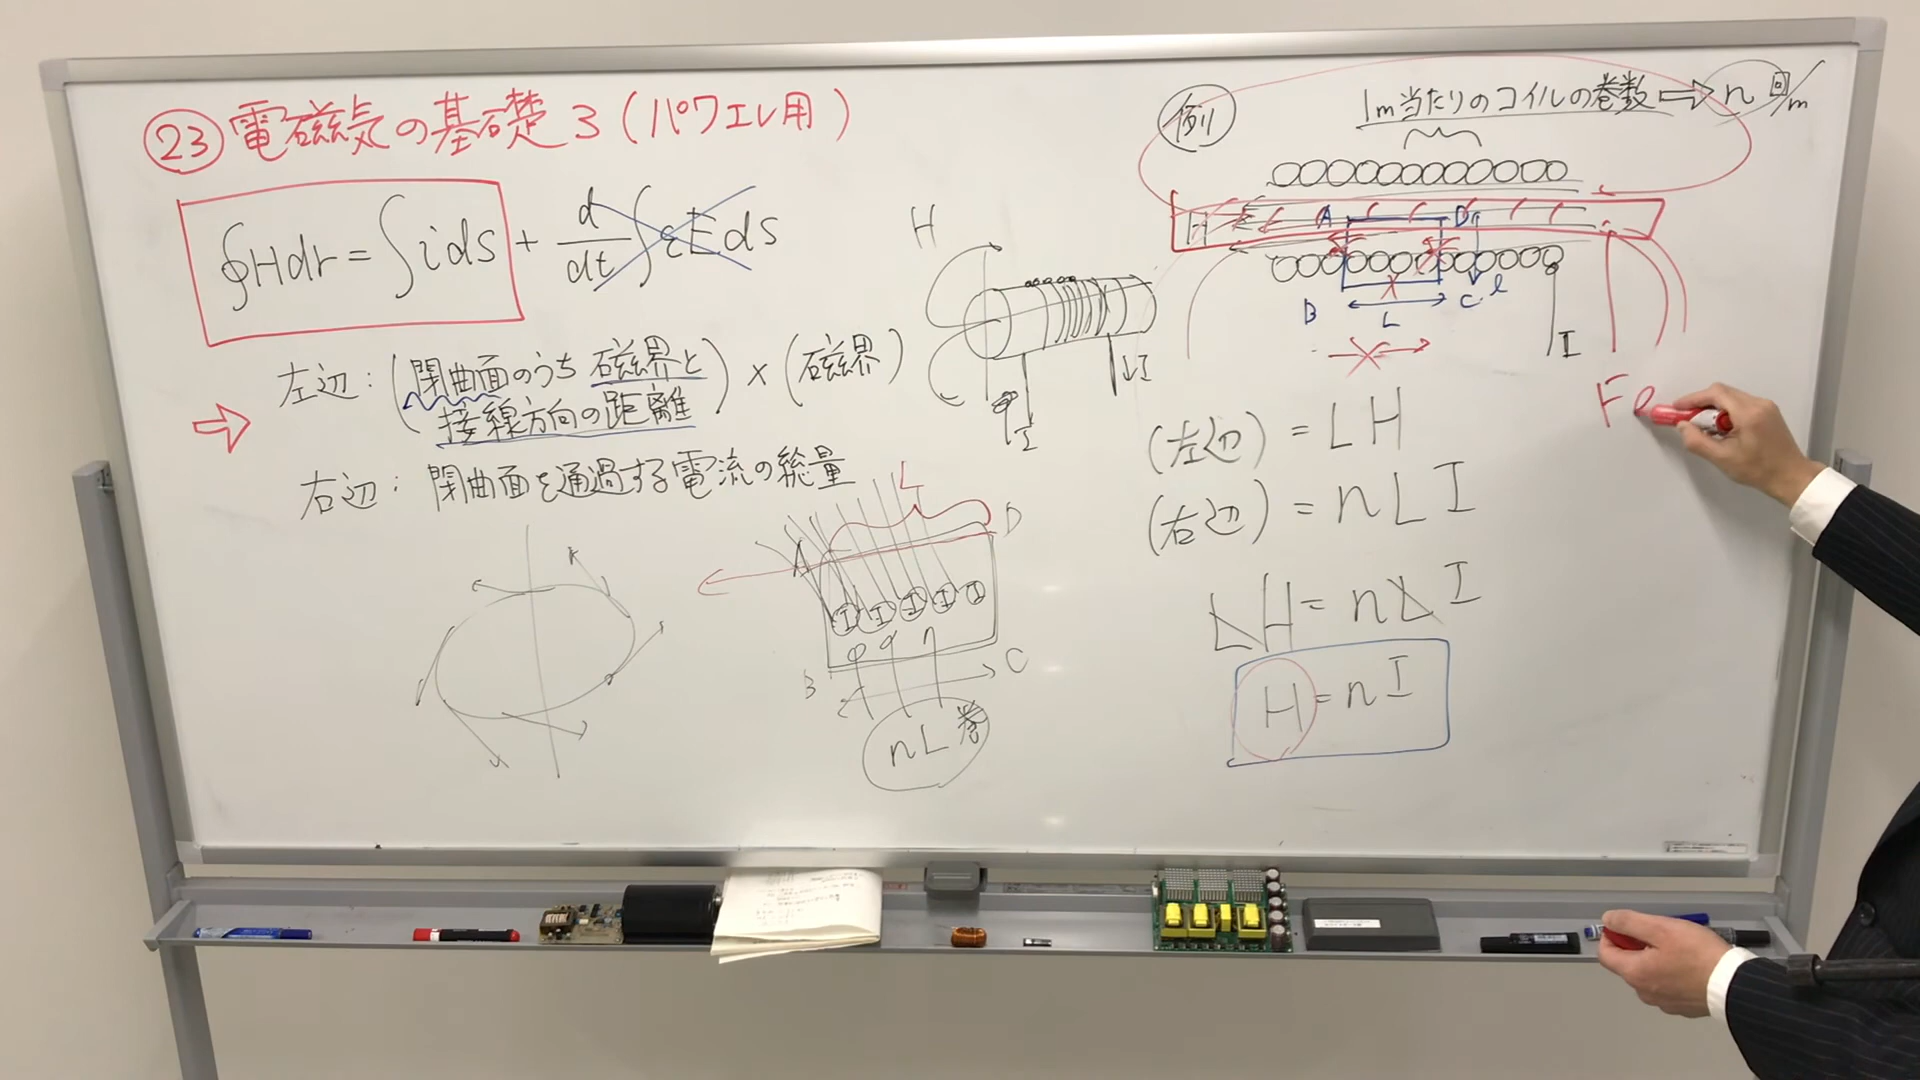 23 電磁気の基礎3(パワエレ用)
∮Hdr = ∫ids + d/dt ∫εEds
左辺:(閉曲面のうち磁界と
接線方向の距離)×(磁界)
右辺:閉曲面を通過する電流の総量
H
I
I
L
A
D
I I I I I
B
C
nL巻
例
1m当たりのコイルの巻数 ⇒ n 回/m
H
A
D
B
L
C
l
I
(左辺) = LH
(右辺) = nLI
LH = nLI
H = nI
Fe